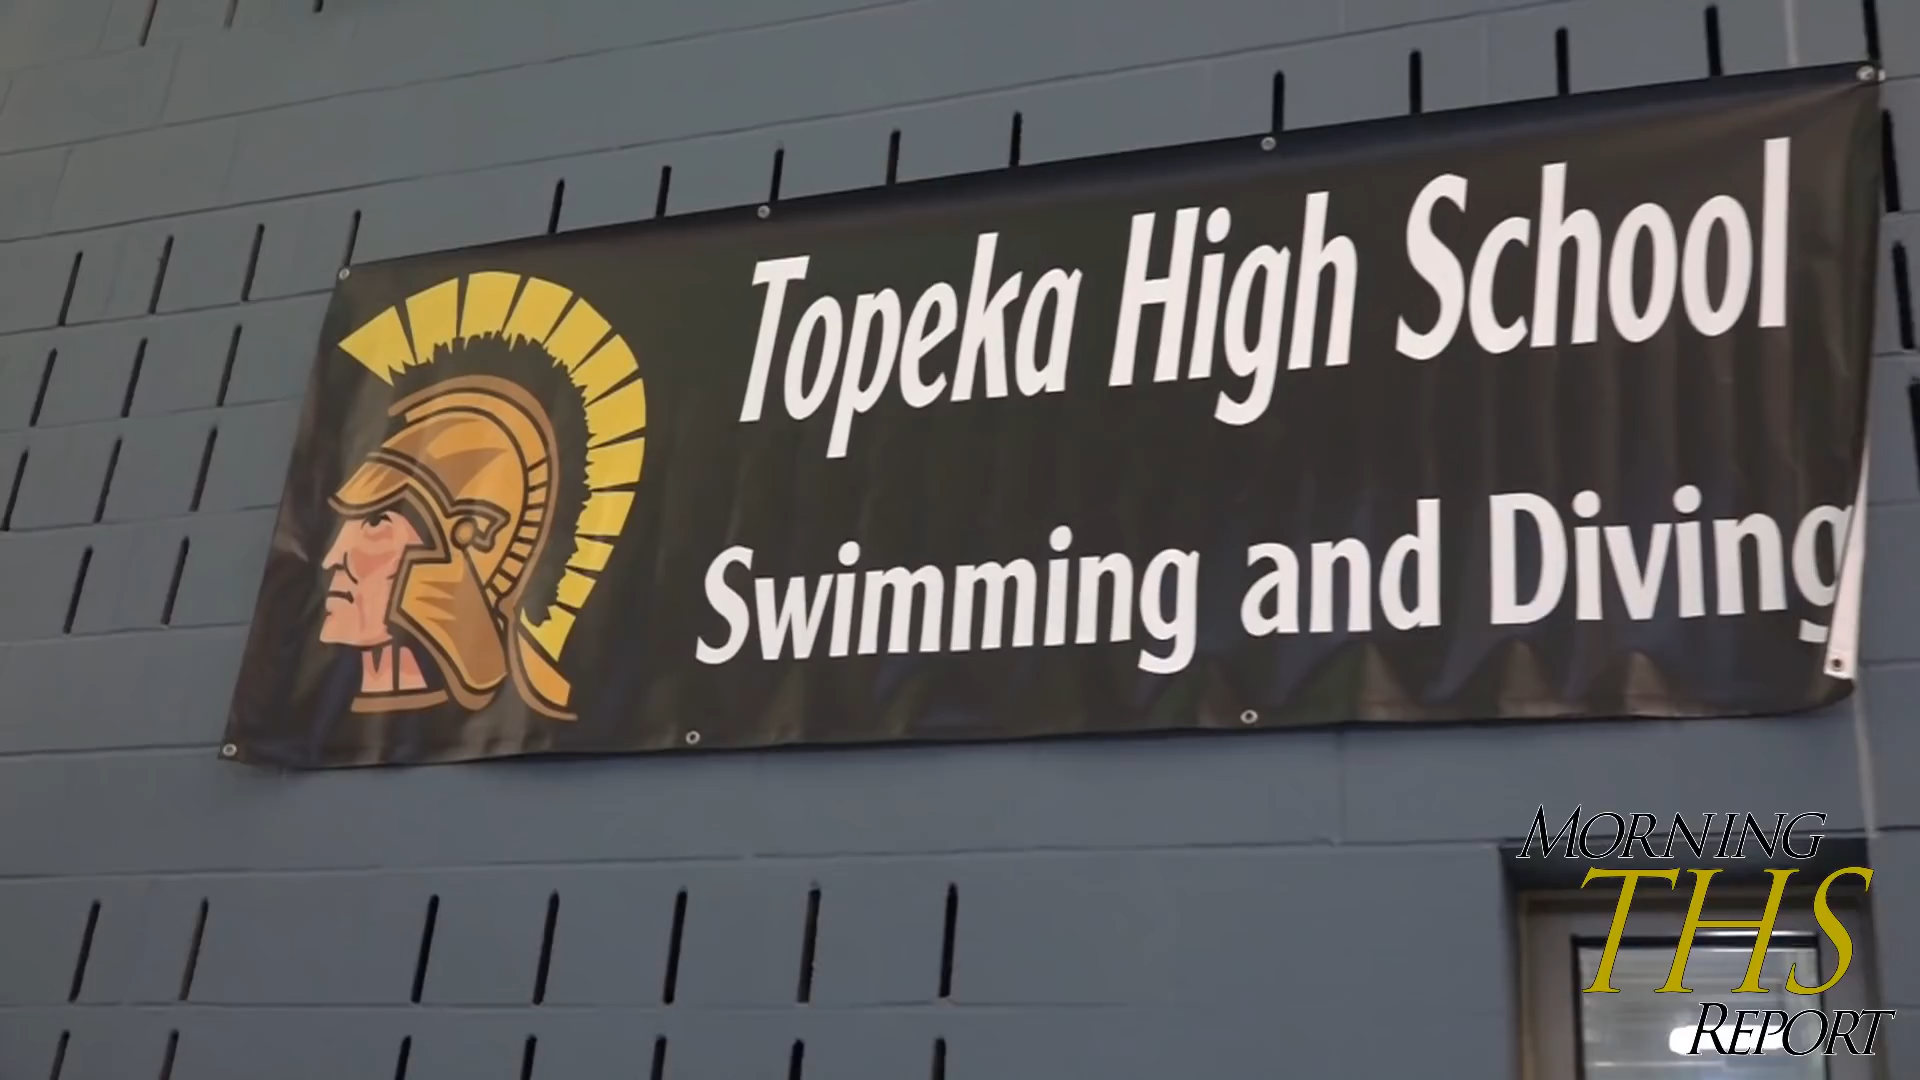 Topeka High School
Swimming and Diving
MORNING
THS
REPORT